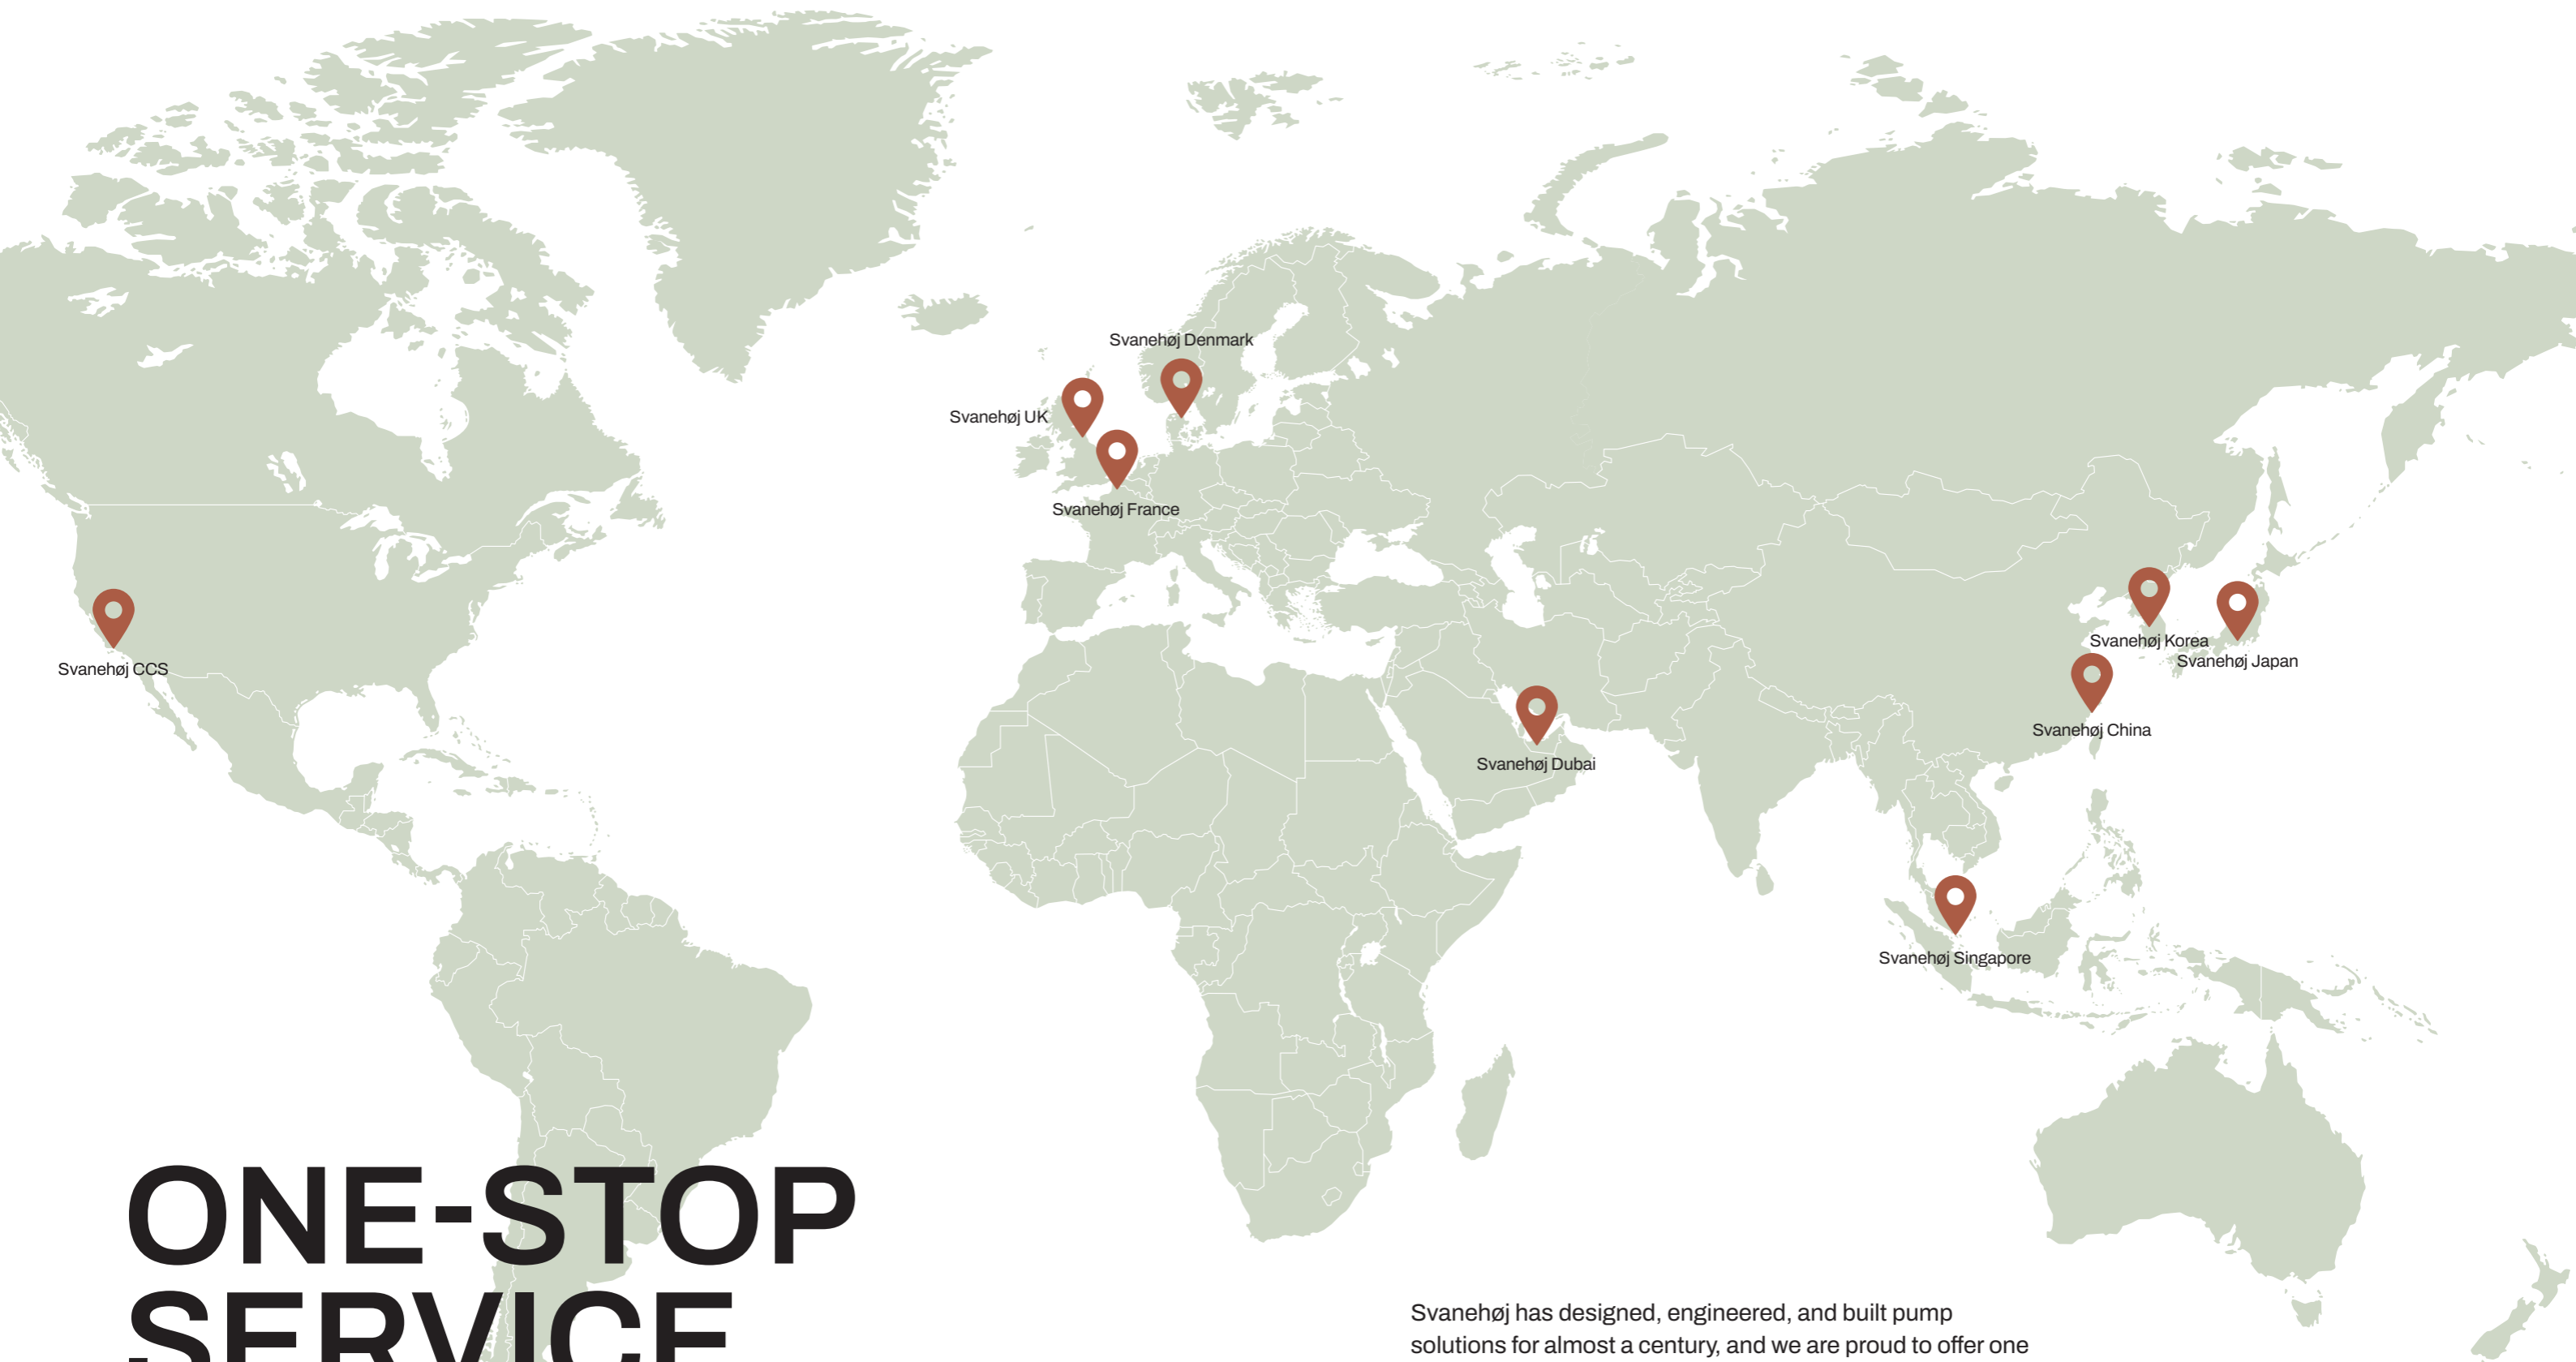 Svanehøj Denmark
Svanehøj UK
Svanehøj France
Svanehøj CCS
Svanehøj Korea
Svanehøj Japan
Svanehøj China
Svanehøj Dubai
Svanehøj Singapore
ONE-STOP
SERVICE
Svanehøj has designed, engineered, and built pump
solutions for almost a century, and we are proud to offer one